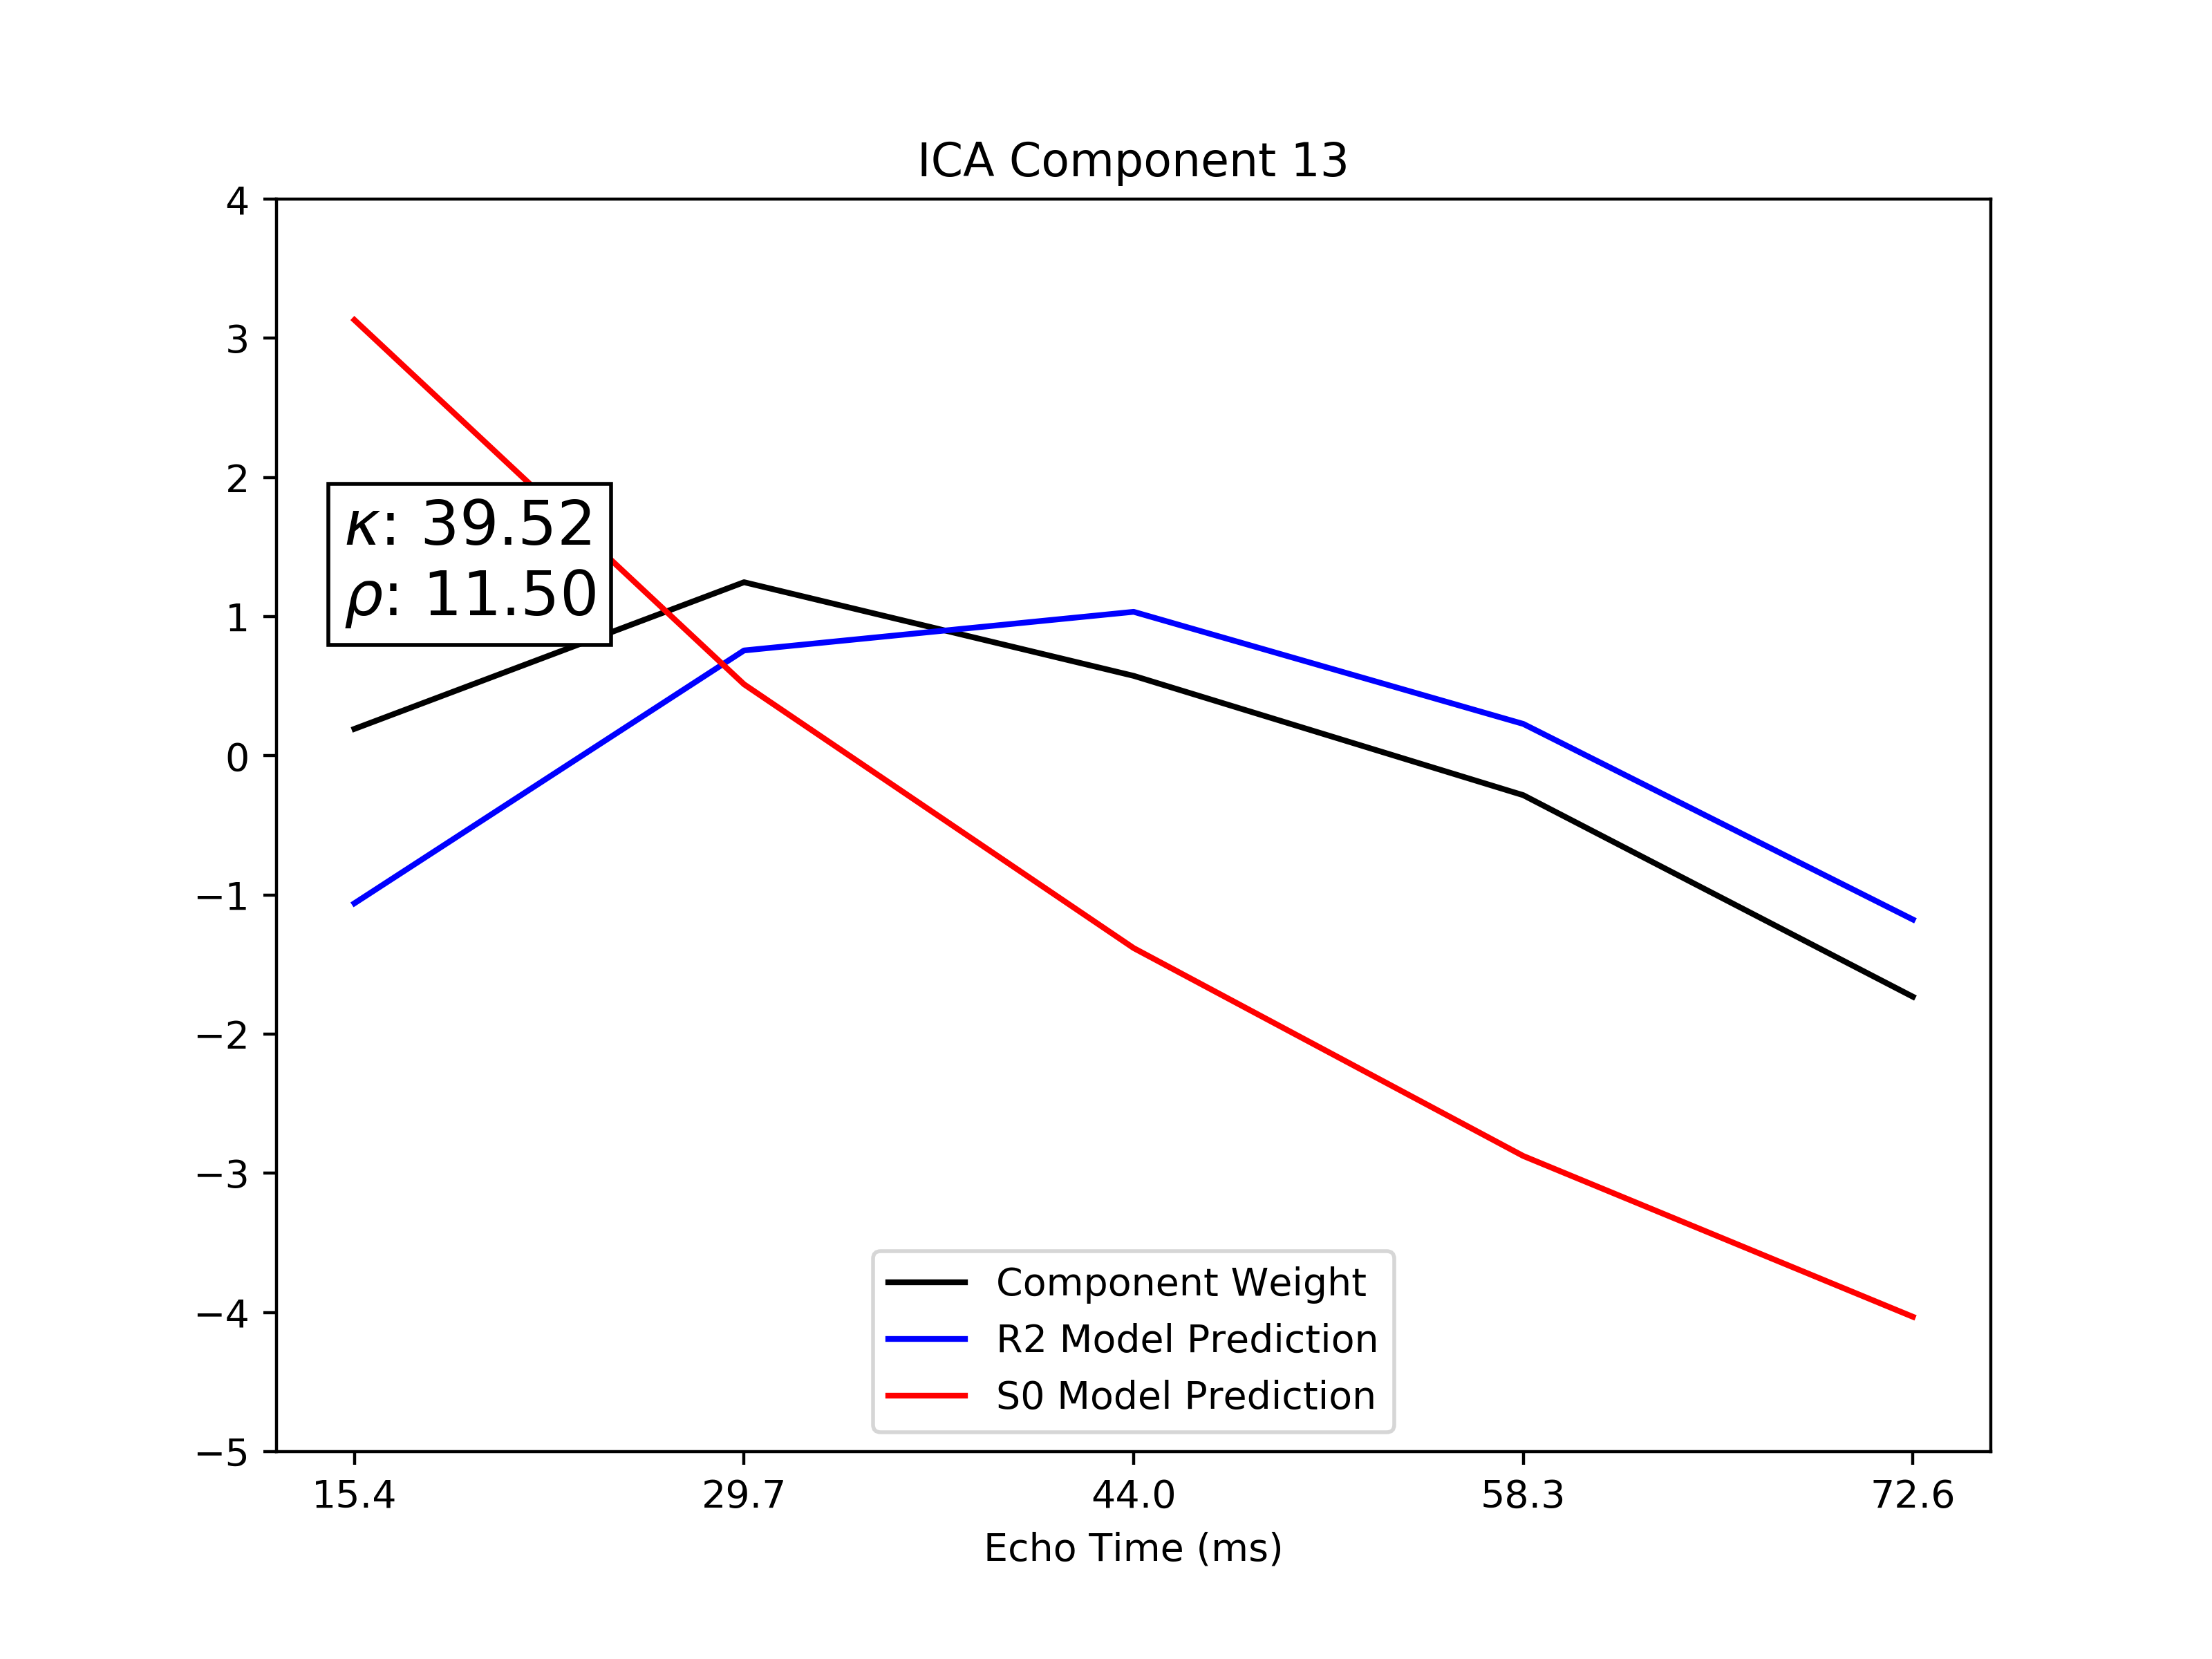 ICA Component 13
4
3
2
1
0
−1
−2
−3
−4
−5
κ: 39.52
ρ: 11.50
Component Weight
R2 Model Prediction
S0 Model Prediction
15.4 29.7 44.0 58.3 72.6
Echo Time (ms)